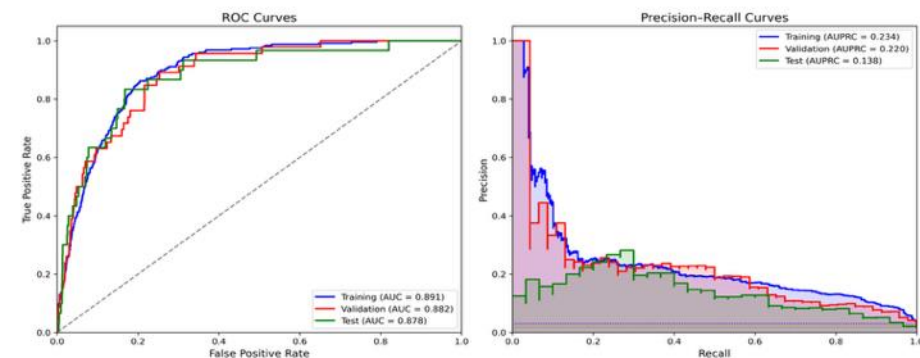 ROC Curves
True Positive Rate
1.0
0.8
0.6
0.4
0.2
0.0
0.0 0.2 0.4 0.6 0.8 1.0
False Positive Rate
Training (AUC = 0.891)
Validation (AUC = 0.882)
Test (AUC = 0.878)
Precision–Recall Curves
Precision
1.0
0.8
0.6
0.4
0.2
0.0
0.0 0.2 0.4 0.6 0.8 1.0
Recall
Training (AUPRC = 0.234)
Validation (AUPRC = 0.220)
Test (AUPRC = 0.138)